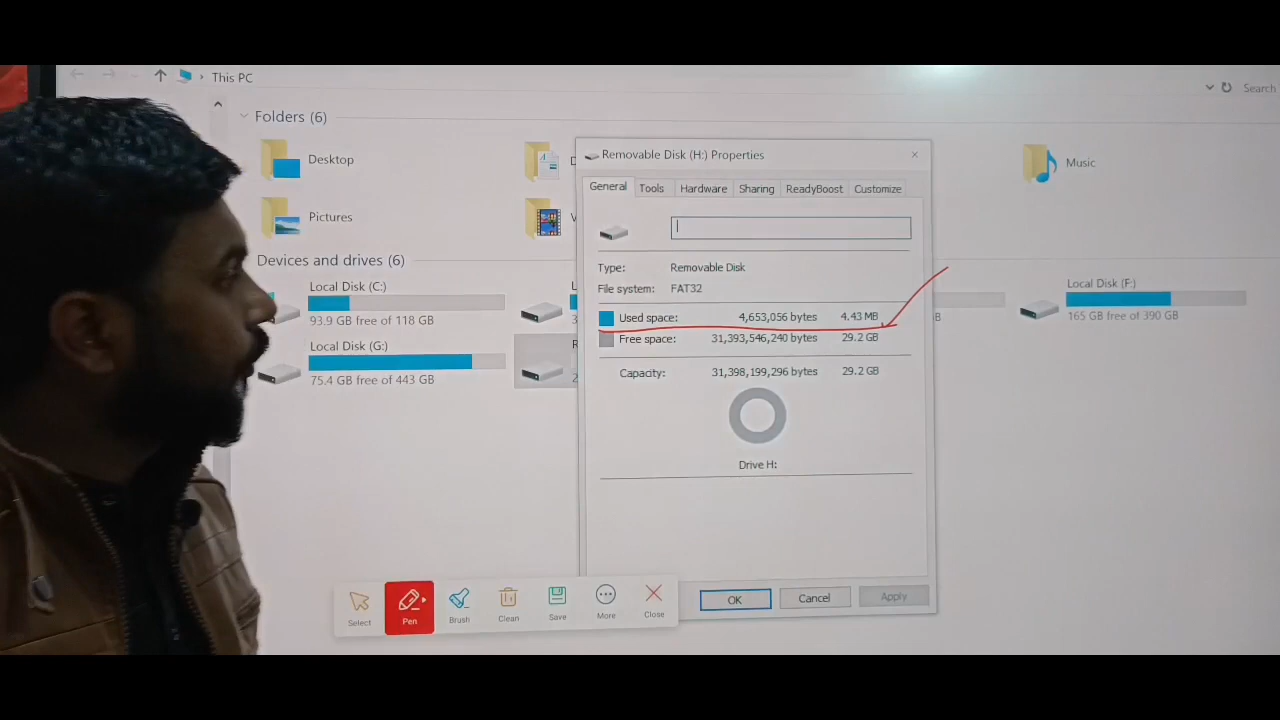 This PC
Search
Folders (6)
Desktop
Music
Pictures
Devices and drives (6)
Local Disk (C:)
93.9 GB free of 118 GB
Local Disk (F:)
165 GB free of 390 GB
Local Disk (G:)
75.4 GB free of 443 GB
Removable Disk (H:) Properties
General Tools Hardware Sharing ReadyBoost Customize
Type: Removable Disk
File system: FAT32
Used space: 4,653,056 bytes 4.43 MB
Free space: 31,393,546,240 bytes 29.2 GB
Capacity: 31,398,199,296 bytes 29.2 GB
Drive H:
OK Cancel Apply
Select Pen Brush Clean Save More Close